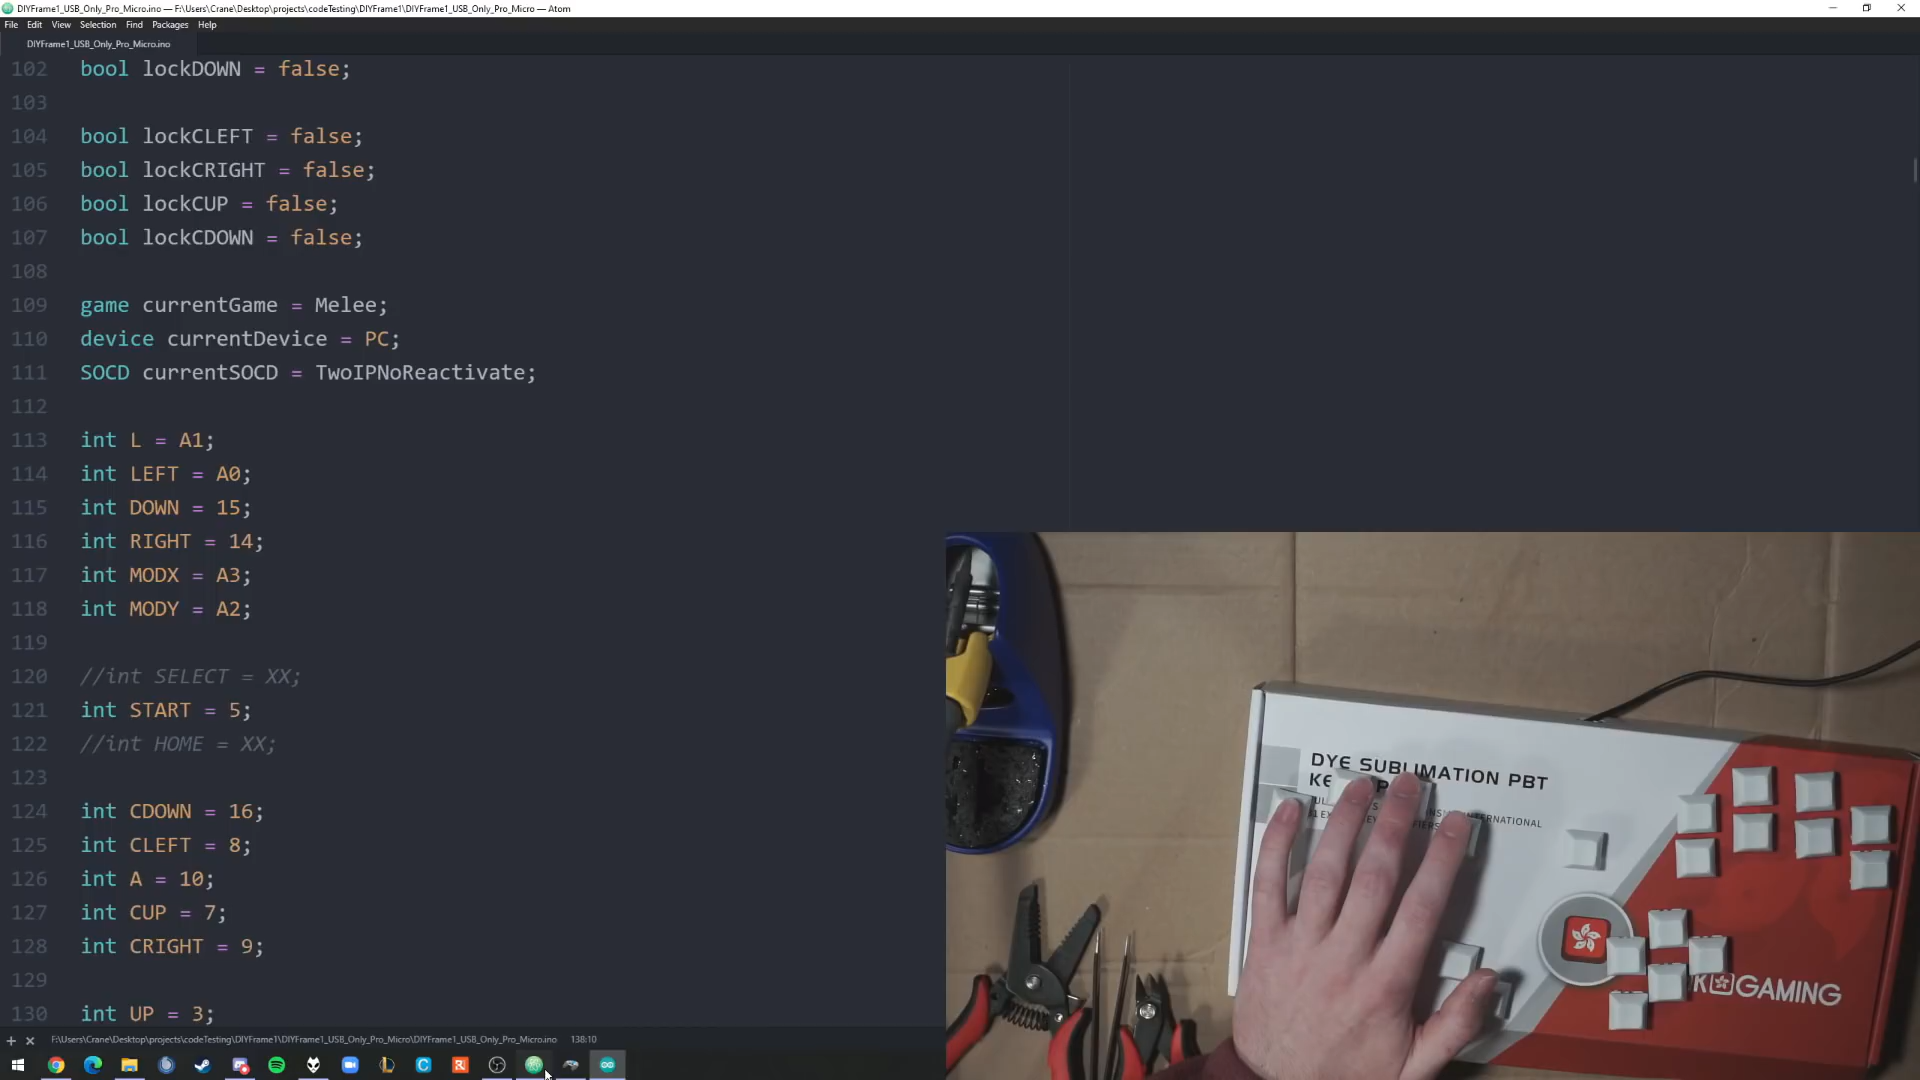 DIYFrame1_USB_Only_Pro_Micro.ino — F:\Users\Crane\Desktop\projects\codeTesting\DIYFrame1\DIYFrame1_USB_Only_Pro_Micro — Atom
File Edit View Selection Find Packages Help
DIYFrame1_USB_Only_Pro_Micro.ino
102 bool lockDOWN = false;
103
104 bool lockCLEFT = false;
105 bool lockCRIGHT = false;
106 bool lockCUP = false;
107 bool lockCDOWN = false;
108
109 game currentGame = Melee;
110 device currentDevice = PC;
111 SOCD currentSOCD = TwoIPNoReactivate;
112
113 int L = A1;
114 int LEFT = A0;
115 int DOWN = 15;
116 int RIGHT = 14;
117 int MODX = A3;
118 int MODY = A2;
119
120 //int SELECT = XX;
121 int START = 5;
122 //int HOME = XX;
123
124 int CDOWN = 16;
125 int CLEFT = 8;
126 int A = 10;
127 int CUP = 7;
128 int CRIGHT = 9;
129
130 int UP = 3;
DYE SUBLIMATION PBT
GAMING
F:\Users\Crane\Desktop\projects\codeTesting\DIYFrame1\DIYFrame1_USB_Only_Pro_Micro\DIYFrame1_USB_Only_Pro_Micro.ino 138:10